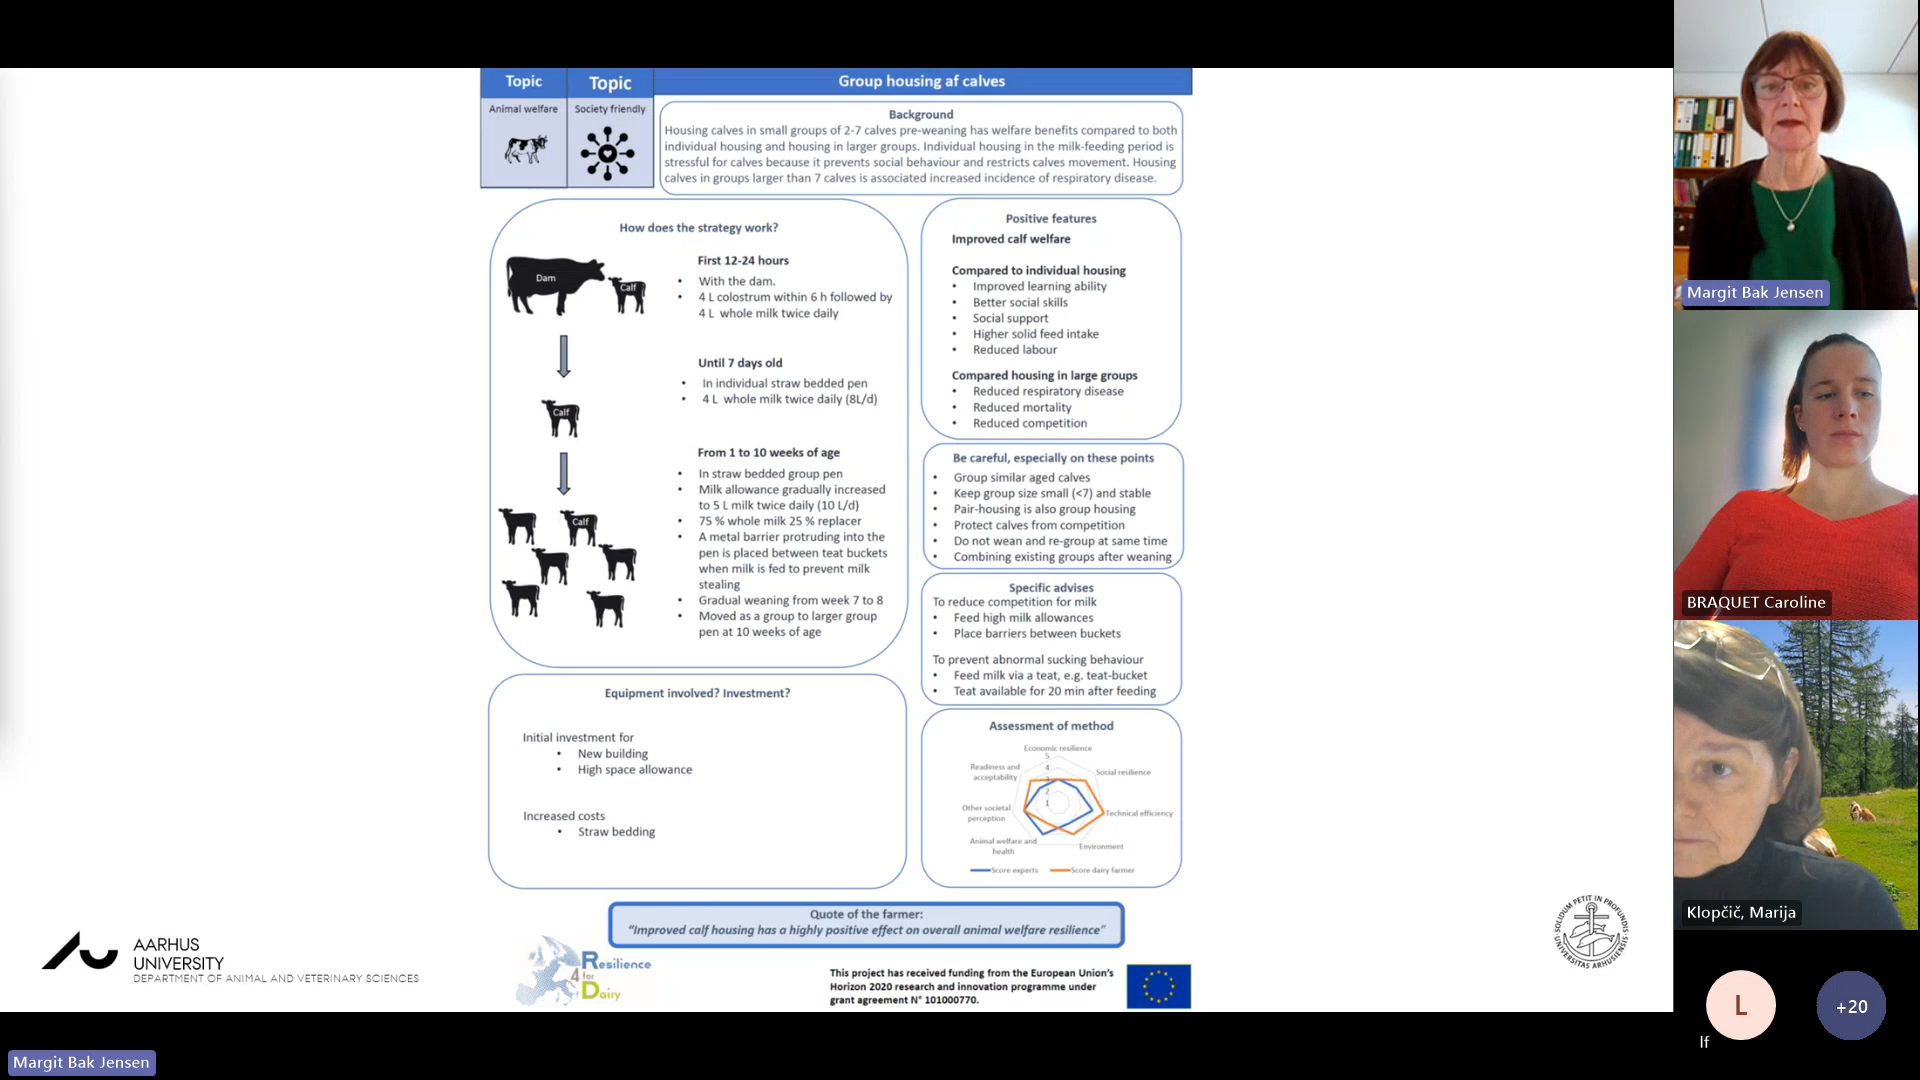 Topic
Topic
Group housing af calves
Animal welfare
Society friendly
Background
Housing calves in small groups of 2-7 calves pre-weaning has welfare benefits compared to both
individual housing and housing in larger groups. Individual housing in the milk-feeding period is
stressful for calves because it prevents social behaviour and restricts calves movement. Housing
calves in groups larger than 7 calves is associated increased incidence of respiratory disease.
How does the strategy work?
Dam
Calf
First 12-24 hours
• With the dam.
• 4 L colostrum within 6 h followed by
4 L whole milk twice daily
Until 7 days old
• In individual straw bedded pen
• 4 L whole milk twice daily (8L/d)
Calf
From 1 to 10 weeks of age
• In straw bedded group pen
• Milk allowance gradually increased
to 5 L milk twice daily (10 L/d)
• 75 % whole milk 25 % replacer
• A metal barrier protruding into the
pen is placed between teat buckets
when milk is fed to prevent milk
stealing
• Gradual weaning from week 7 to 8
• Moved as a group to larger group
pen at 10 weeks of age
Calf
Equipment involved? Investment?
Initial investment for
• New building
• High space allowance
Increased costs
• Straw bedding
Positive features
Improved calf welfare
Compared to individual housing
• Improved learning ability
• Better social skills
• Social support
• Higher solid feed intake
• Reduced labour
Compared housing in large groups
• Reduced respiratory disease
• Reduced mortality
• Reduced competition
Be careful, especially on these points
• Group similar aged calves
• Keep group size small (<7) and stable
• Pair-housing is also group housing
• Protect calves from competition
• Do not wean and re-group at same time
• Combining existing groups after weaning
Specific advises
To reduce competition for milk
• Feed high milk allowances
• Place barriers between buckets
To prevent abnormal sucking behaviour
• Feed milk via a teat, e.g. teat-bucket
• Teat available for 20 min after feeding
Assessment of method
Economic resilience
5
4
3
2
1
Readiness and
acceptability
Social resilience
Other societal
perception
Technical efficiency
Animal welfare and
health
Environment
Score experts
Score dairy farmer
Quote of the farmer:
"Improved calf housing has a highly positive effect on overall animal welfare resilience"
Resilience
4 for
Dairy
This project has received funding from the European Union's
Horizon 2020 research and innovation programme under
grant agreement N° 101000770.
AARHUS
UNIVERSITY
DEPARTMENT OF ANIMAL AND VETERINARY SCIENCES
SOLIDUM PETIT IN PROFUNDIS
UNIVERSITAS ARHUSIENSIS
Margit Bak Jensen
Margit Bak Jensen
BRAQUET Caroline
Klopčič, Marija
L
+20
lf